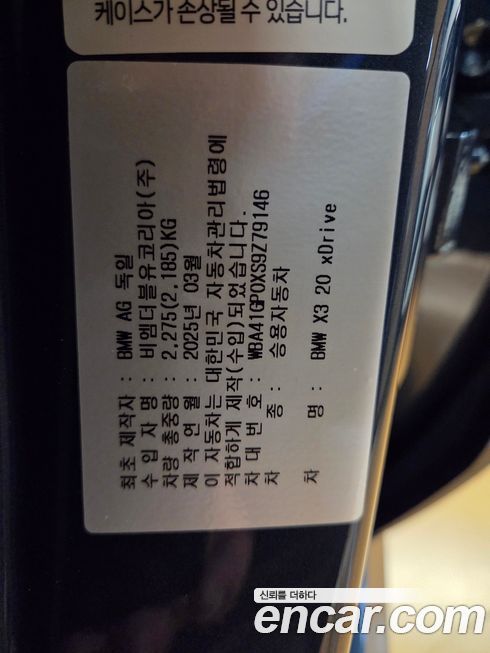 케이스가 손상될 수 있습니다.
최초 제작자 : BMW AG 독일
수 입 자 명 : 비엠더블유코리아(주)
차량 총중량 : 2,275(2,185)KG
제 작 연 월 : 2025년 03월
이 자동차는 대한민국 자동차관리법령에
적합하게 제작(수입)되었습니다.
차 대 번 호 : WBA41GP0XS9Z79146
차 종 : 승용자동차
차 명 : BMW X3 20 xDrive
신뢰를 더하다
encar.com